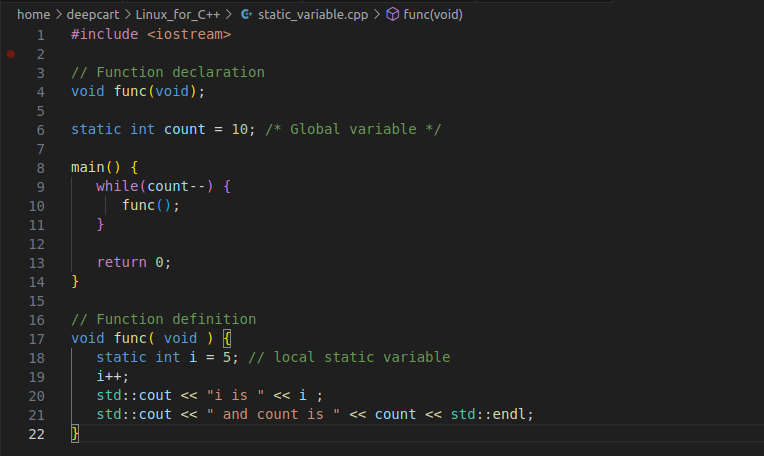 home > deepcart > Linux_for_C++ > static_variable.cpp > func(void)
1 #include <iostream>
2
3 // Function declaration
4 void func(void);
5
6 static int count = 10; /* Global variable */
7
8 main() {
9 while(count--) {
10 func();
11 }
12
13 return 0;
14 }
15
16 // Function definition
17 void func( void ) {
18 static int i = 5; // local static variable
19 i++;
20 std::cout << "i is " << i ;
21 std::cout << " and count is " << count << std::endl;
22 }